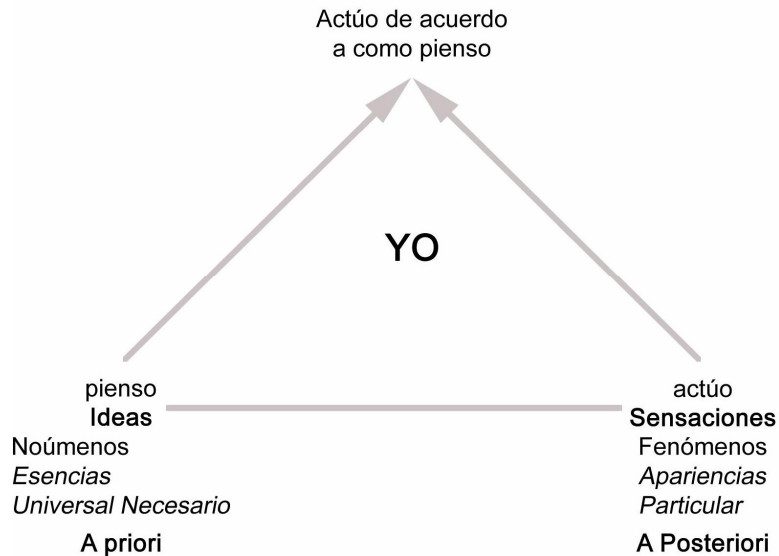 Actúo de acuerdo
a como pienso
YO
pienso
Ideas
Noúmenos
Esencias
Universal Necesario
A priori
actúo
Sensaciones
Fenómenos
Apariencias
Particular
A Posteriori